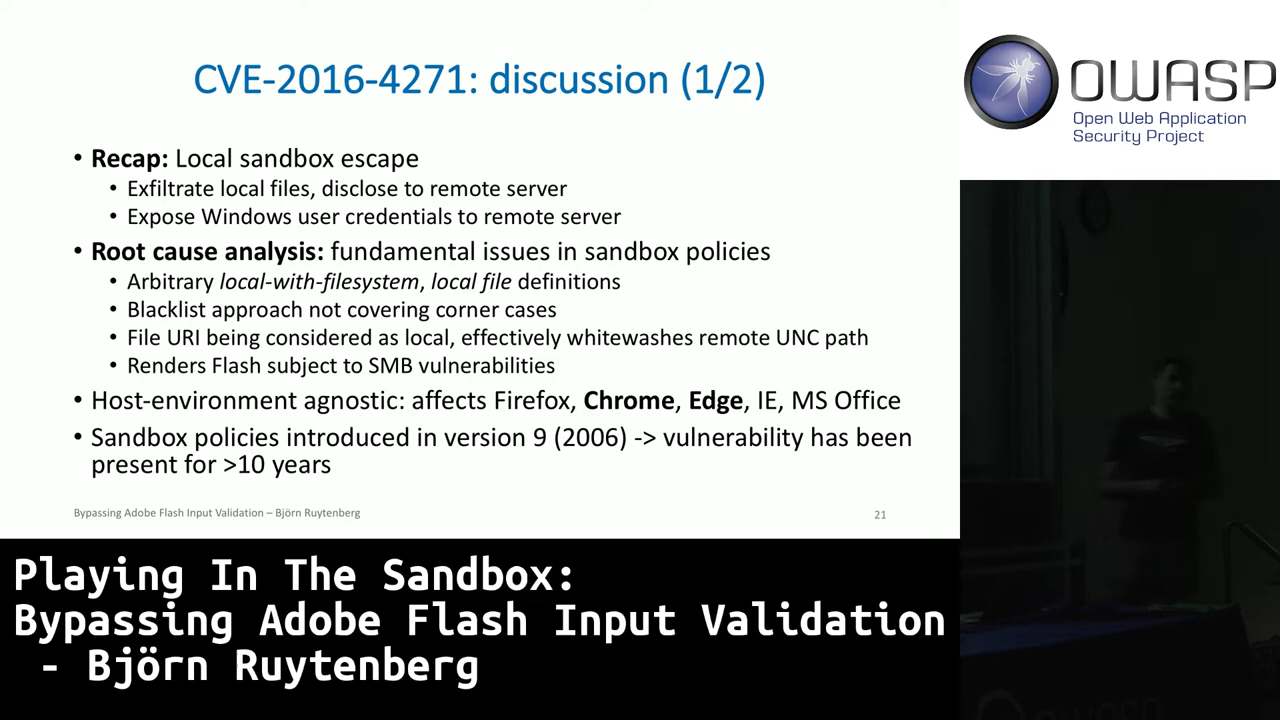 CVE-2016-4271: discussion (1/2)
• Recap: Local sandbox escape
• Exfiltrate local files, disclose to remote server
• Expose Windows user credentials to remote server
• Root cause analysis: fundamental issues in sandbox policies
• Arbitrary local-with-filesystem, local file definitions
• Blacklist approach not covering corner cases
• File URI being considered as local, effectively whitewashes remote UNC path
• Renders Flash subject to SMB vulnerabilities
• Host-environment agnostic: affects Firefox, Chrome, Edge, IE, MS Office
• Sandbox policies introduced in version 9 (2006) -> vulnerability has been
present for >10 years
Bypassing Adobe Flash Input Validation – Björn Ruytenberg
21
OWASP
Open Web Application
Security Project
Playing In The Sandbox:
Bypassing Adobe Flash Input Validation
- Björn Ruytenberg